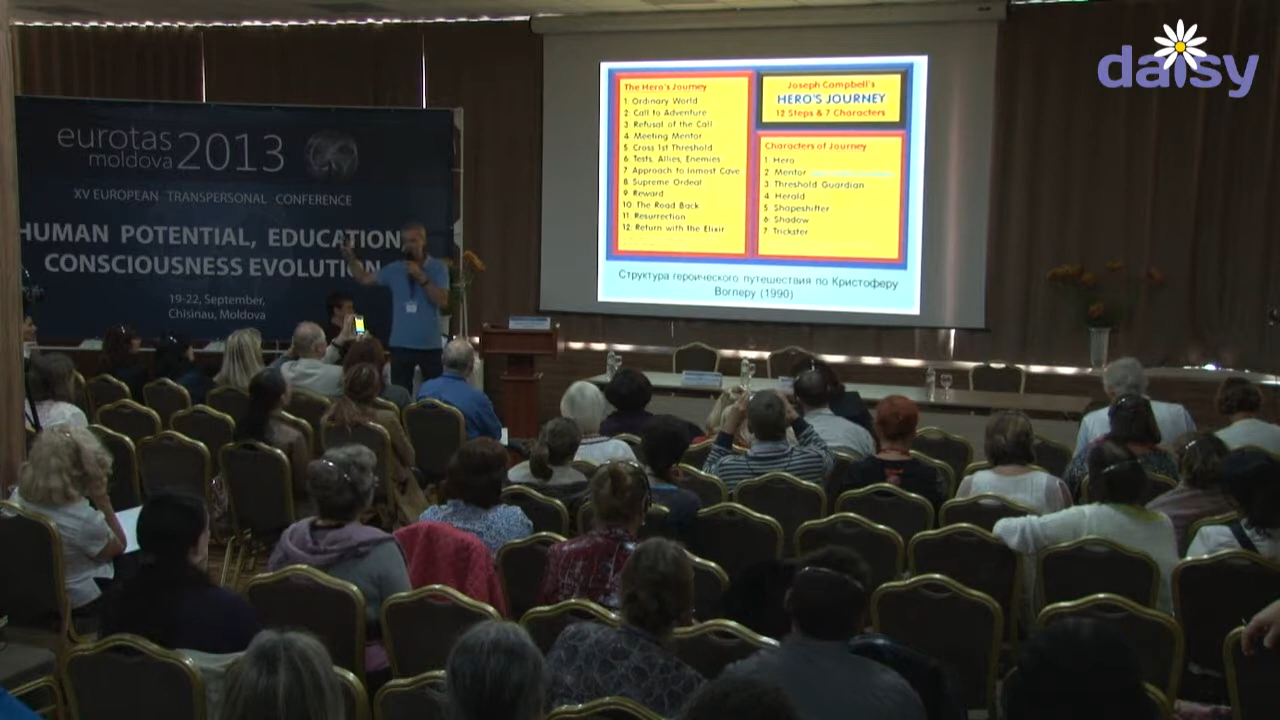 daisy
eurotas
moldova 2013
XV EUROPEAN TRANSPERSONAL CONFERENCE
HUMAN POTENTIAL, EDUCATION
CONSCIOUSNESS EVOLUTION
19-22, September,
Chisinau, Moldova
The Hero's Journey
1 Ordinary World
2 Call to Adventure
3 Refusal of the Call
4 Meeting Mentor
5 Cross 1st Threshold
6 Tests, Allies, Enemies
7 Approach to Inmost Cave
8 Supreme Ordeal
9 Reward
10 The Road Back
11 Resurrection
12. Return with the Elixir
Joseph Campbell's
HERO'S JOURNEY
12 Steps & 7 Characters
Characters of Journey
1 Hero
2 Mentor
3 Threshold Guardian
4 Herald
5 Shapeshifter
6 Shadow
7 Trickster
Структура героического путешествия по Кристоферу
Воглеру (1990)